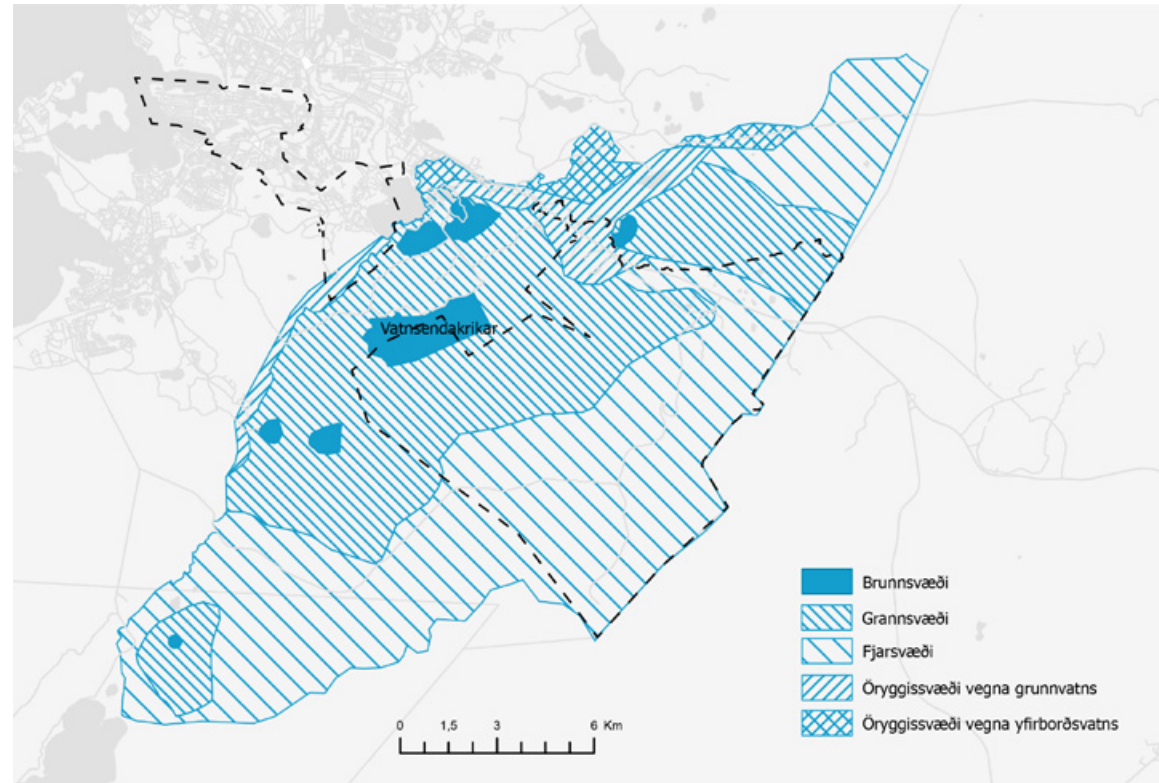 Vatnsendakrikar
Brunnsvæði
Grannsvæði
Fjarsvæði
Öryggissvæði vegna grunnvatns
Öryggissvæði vegna yfirborðsvatns
0 1,5 3 6 Km